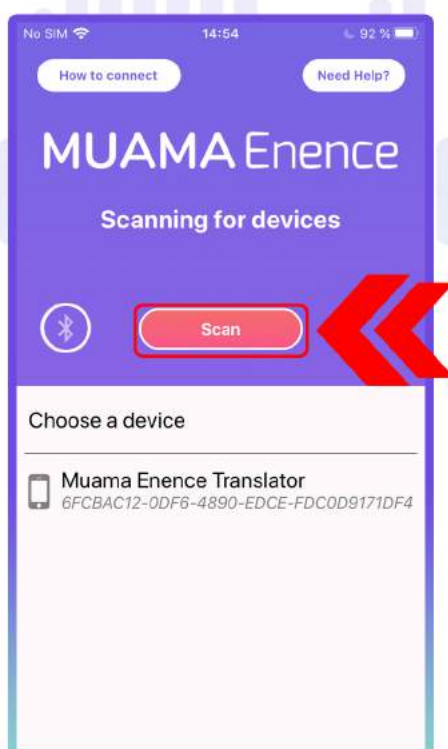 No SIM 14:54 92 %
How to connect Need Help?
MUAMA Enence
Scanning for devices
Scan
Choose a device
Muama Enence Translator
6FCBAC12-0DF6-4890-EDCE-FDC0D9171DF4